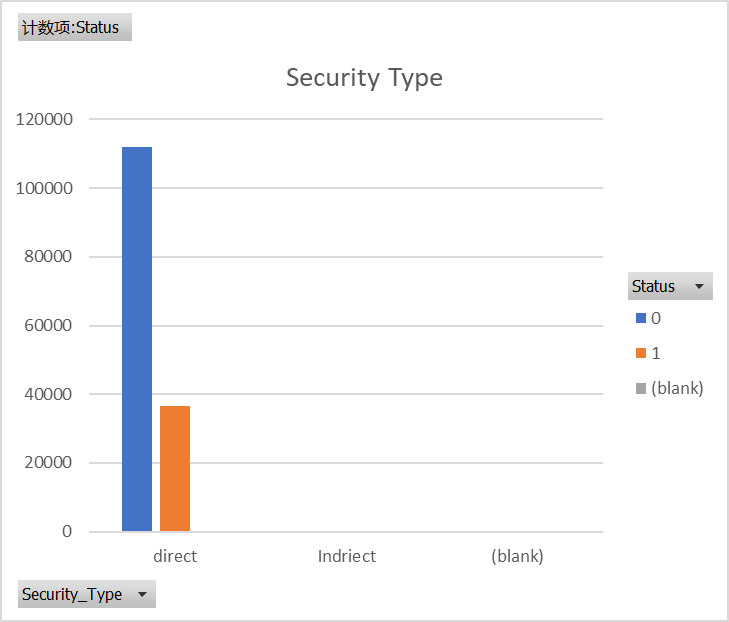 计数项:Status
Security Type
120000
100000
80000
60000
40000
20000
0
direct
Indriect
(blank)
Status
0
1
(blank)
Security_Type